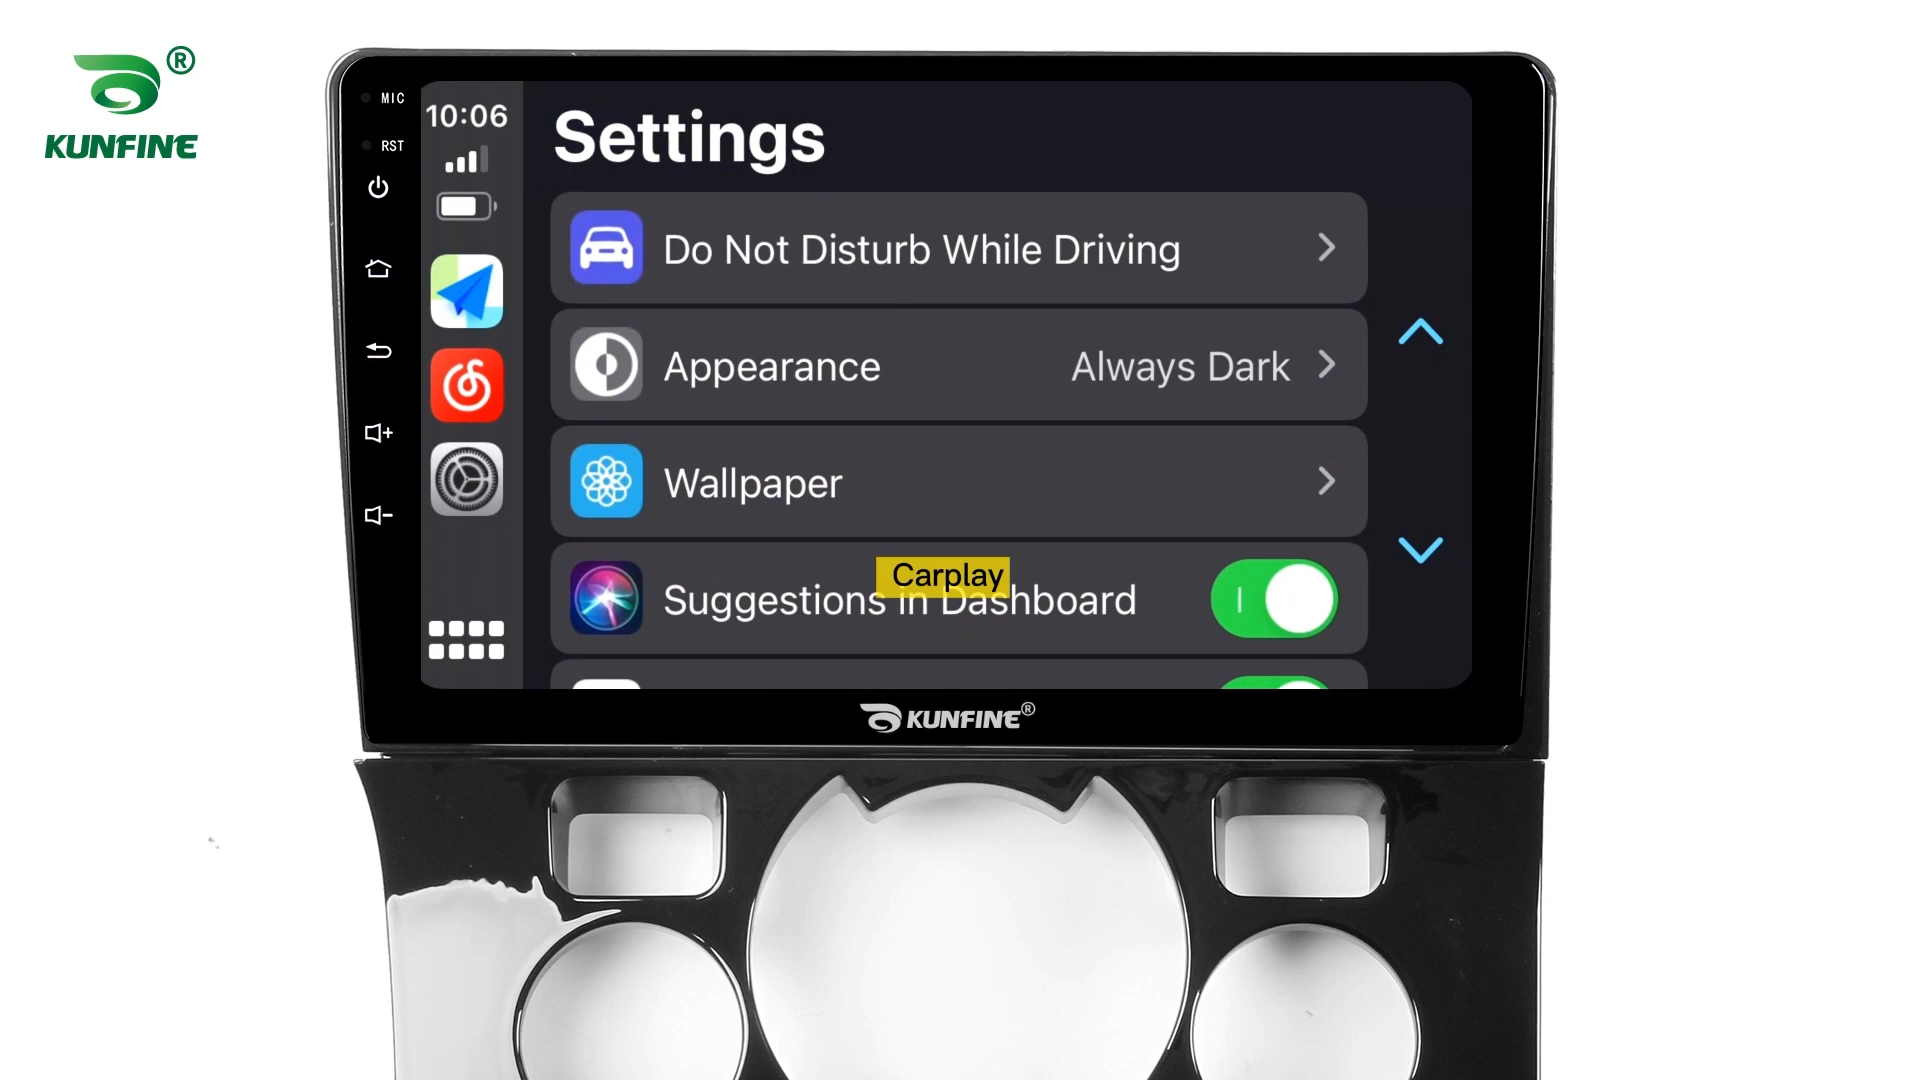 ®
KUNFINE
MIC
RST
10:06
Settings
Do Not Disturb While Driving
Appearance
Always Dark
Wallpaper
Carplay
Suggestions in Dashboard
KUNFINE®